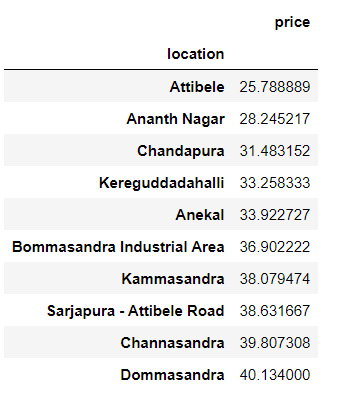 price
location
Attibele 25.788889
Ananth Nagar 28.245217
Chandapura 31.483152
Kereguddadahalli 33.258333
Anekal 33.922727
Bommasandra Industrial Area 36.902222
Kammasandra 38.079474
Sarjapura - Attibele Road 38.631667
Channasandra 39.807308
Dommasandra 40.134000